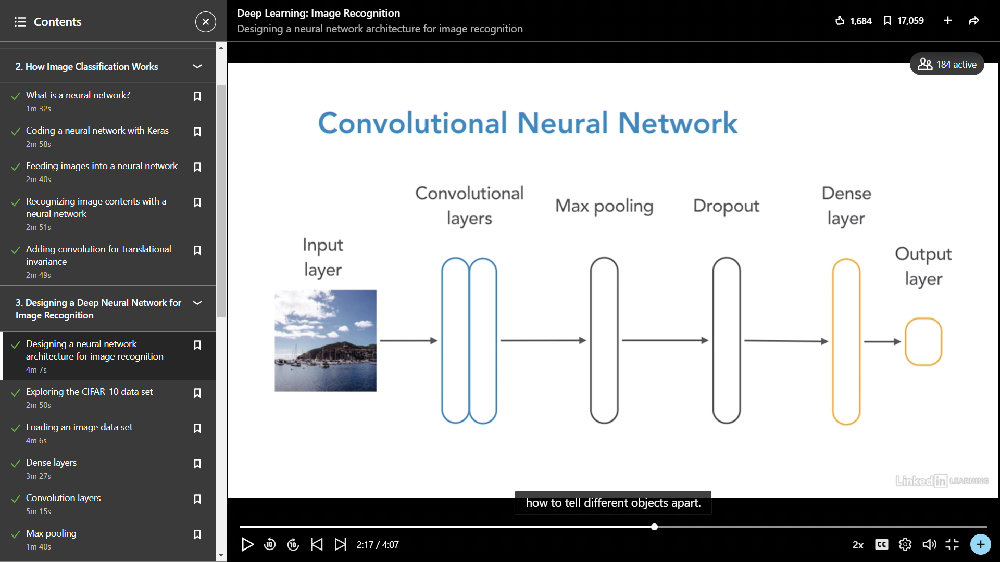 Contents
2. How Image Classification Works
What is a neural network?
1m 32s
Coding a neural network with Keras
2m 58s
Feeding images into a neural network
2m 40s
Recognizing image contents with a
neural network
2m 51s
Adding convolution for translational
invariance
2m 49s
3. Designing a Deep Neural Network for
Image Recognition
Designing a neural network
architecture for image recognition
4m 7s
Exploring the CIFAR-10 data set
2m 50s
Loading an image data set
4m 6s
Dense layers
3m 27s
Convolution layers
5m 15s
Max pooling
1m 40s
Deep Learning: Image Recognition
Designing a neural network architecture for image recognition
1,684
17,059
184 active
Convolutional Neural Network
Input
layer
Convolutional
layers
Max pooling
Dropout
Dense
layer
Output
layer
Linked in LEARNING
how to tell different objects apart.
10
10
2:17 / 4:07
2x
CC